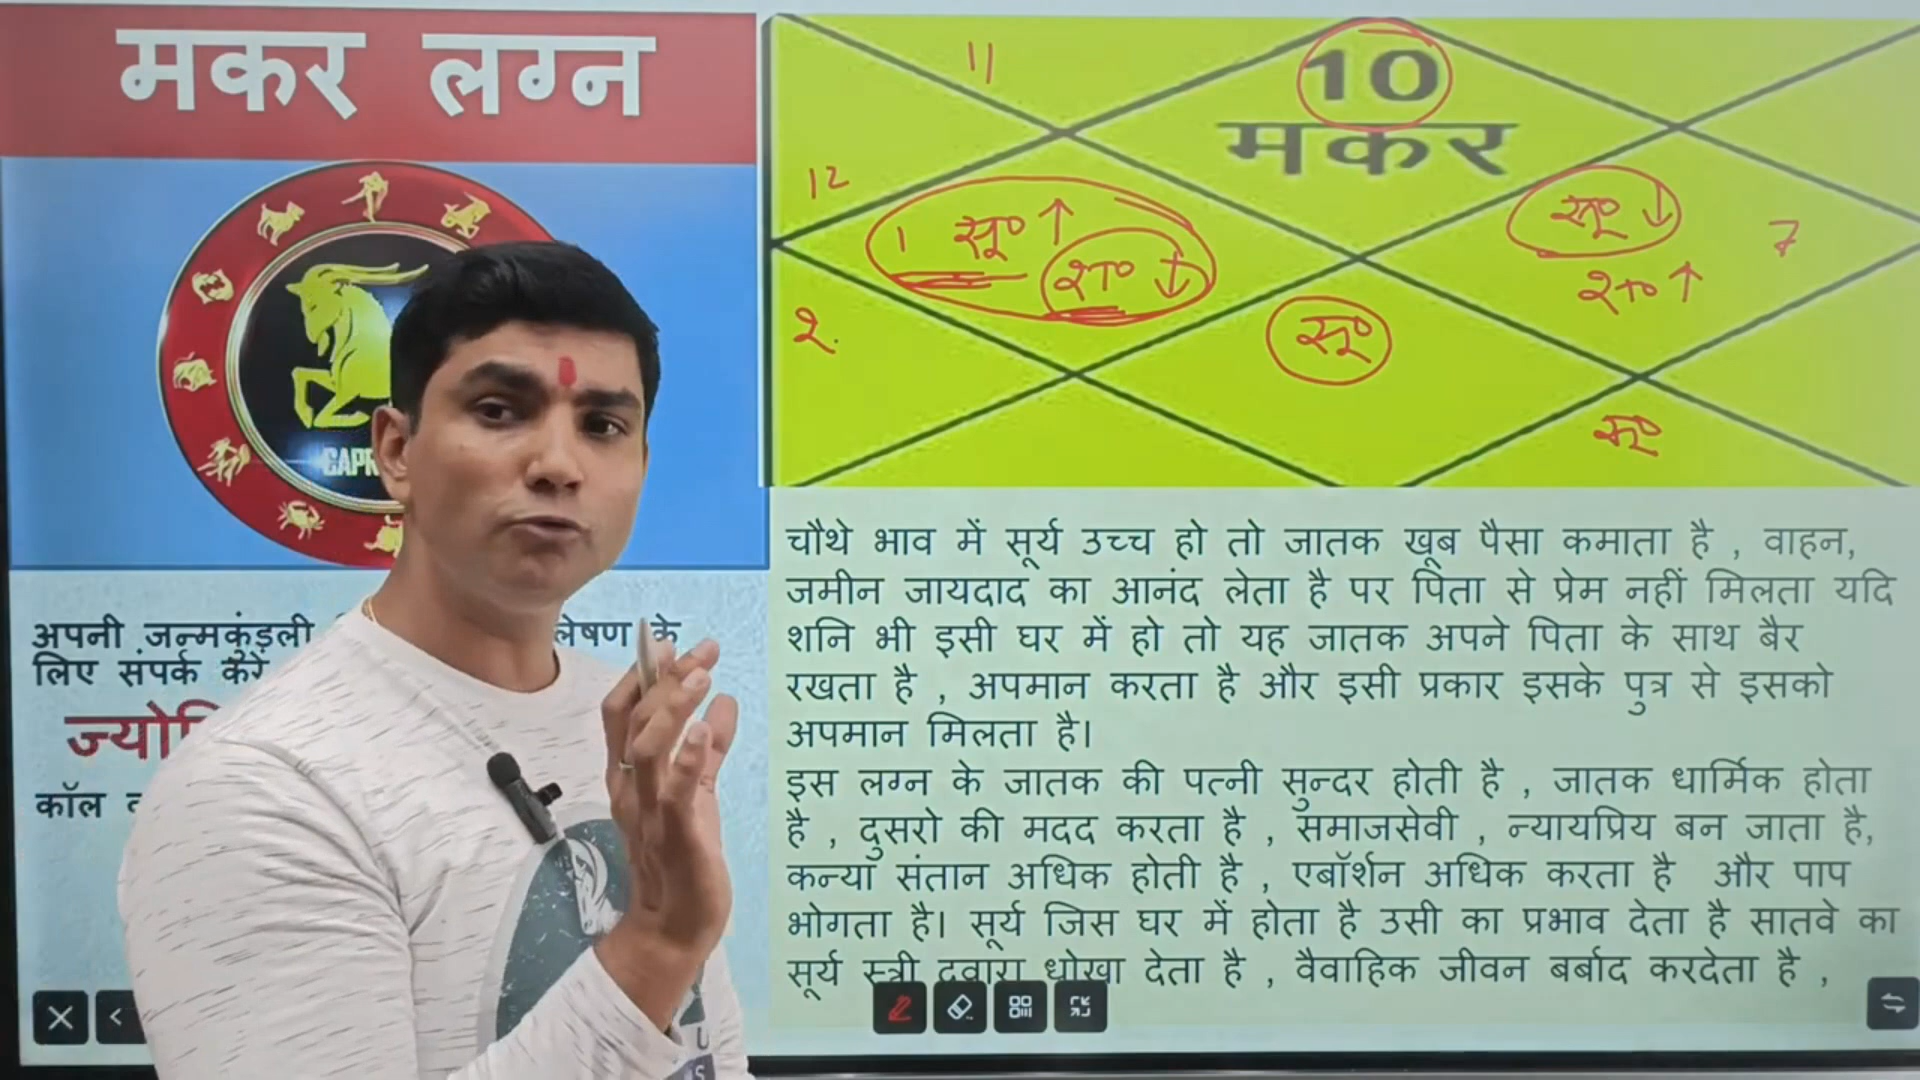 मकर लग्न
11
10
मकर
12
1 सू० ↑
श० ↓
सू० ↓
7
श० ↑
2.
सू०
सू०
CAPR
चौथे भाव में सूर्य उच्च हो तो जातक खूब पैसा कमाता है , वाहन,
जमीन जायदाद का आनंद लेता है पर पिता से प्रेम नहीं मिलता यदि
शनि भी इसी घर में हो तो यह जातक अपने पिता के साथ बैर
रखता है , अपमान करता है और इसी प्रकार इसके पुत्र से इसको
अपमान मिलता है।
इस लग्न के जातक की पत्नी सुन्दर होती है , जातक धार्मिक होता
है , दुसरो की मदद करता है , समाजसेवी , न्यायप्रिय बन जाता है,
कन्या संतान अधिक होती है , एबॉर्शन अधिक करता है और पाप
भोगता है। सूर्य जिस घर में होता है उसी का प्रभाव देता है सातवे का
सूर्य स्त्री द्वारा धोखा देता है , वैवाहिक जीवन बर्बाद करदेता है ,
अपनी जन्मकुंडली लेषण के
लिए संपर्क करें
कॉल